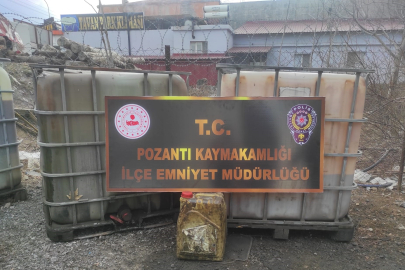 T.C.
POZANTI KAYMAKAMLIĞI
İLÇE EMNİYET MÜDÜRLÜĞÜ